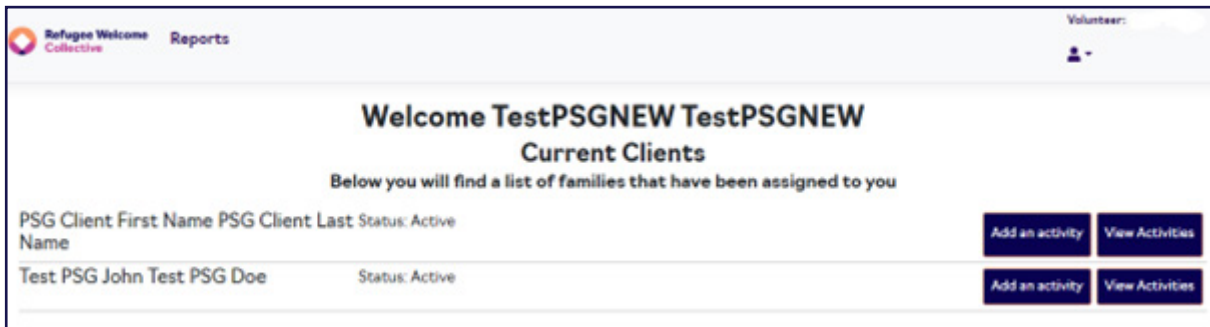 Volunteer:
Refugee Welcome
Collective
Reports
Welcome TestPSGNEW TestPSGNEW
Current Clients
Below you will find a list of families that have been assigned to you
PSG Client First Name PSG Client Last Status: Active
Name
Add an activity View Activities
Test PSG John Test PSG Doe Status: Active
Add an activity View Activities